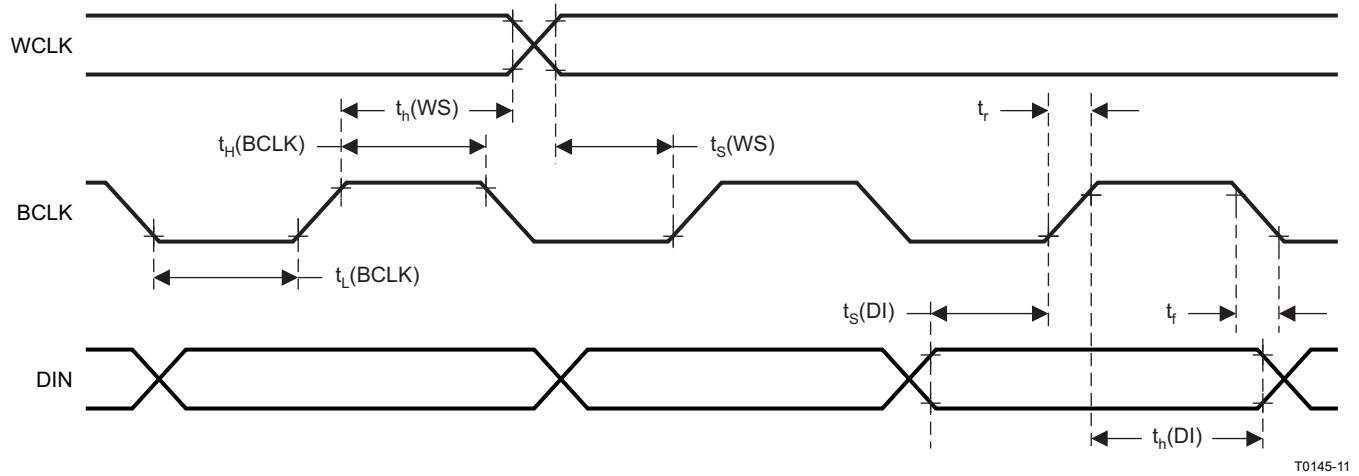 WCLK
t_h(WS)
t_r
t_H(BCLK)
t_S(WS)
BCLK
t_L(BCLK)
t_S(DI)
t_f
DIN
t_h(DI)
T0145-11